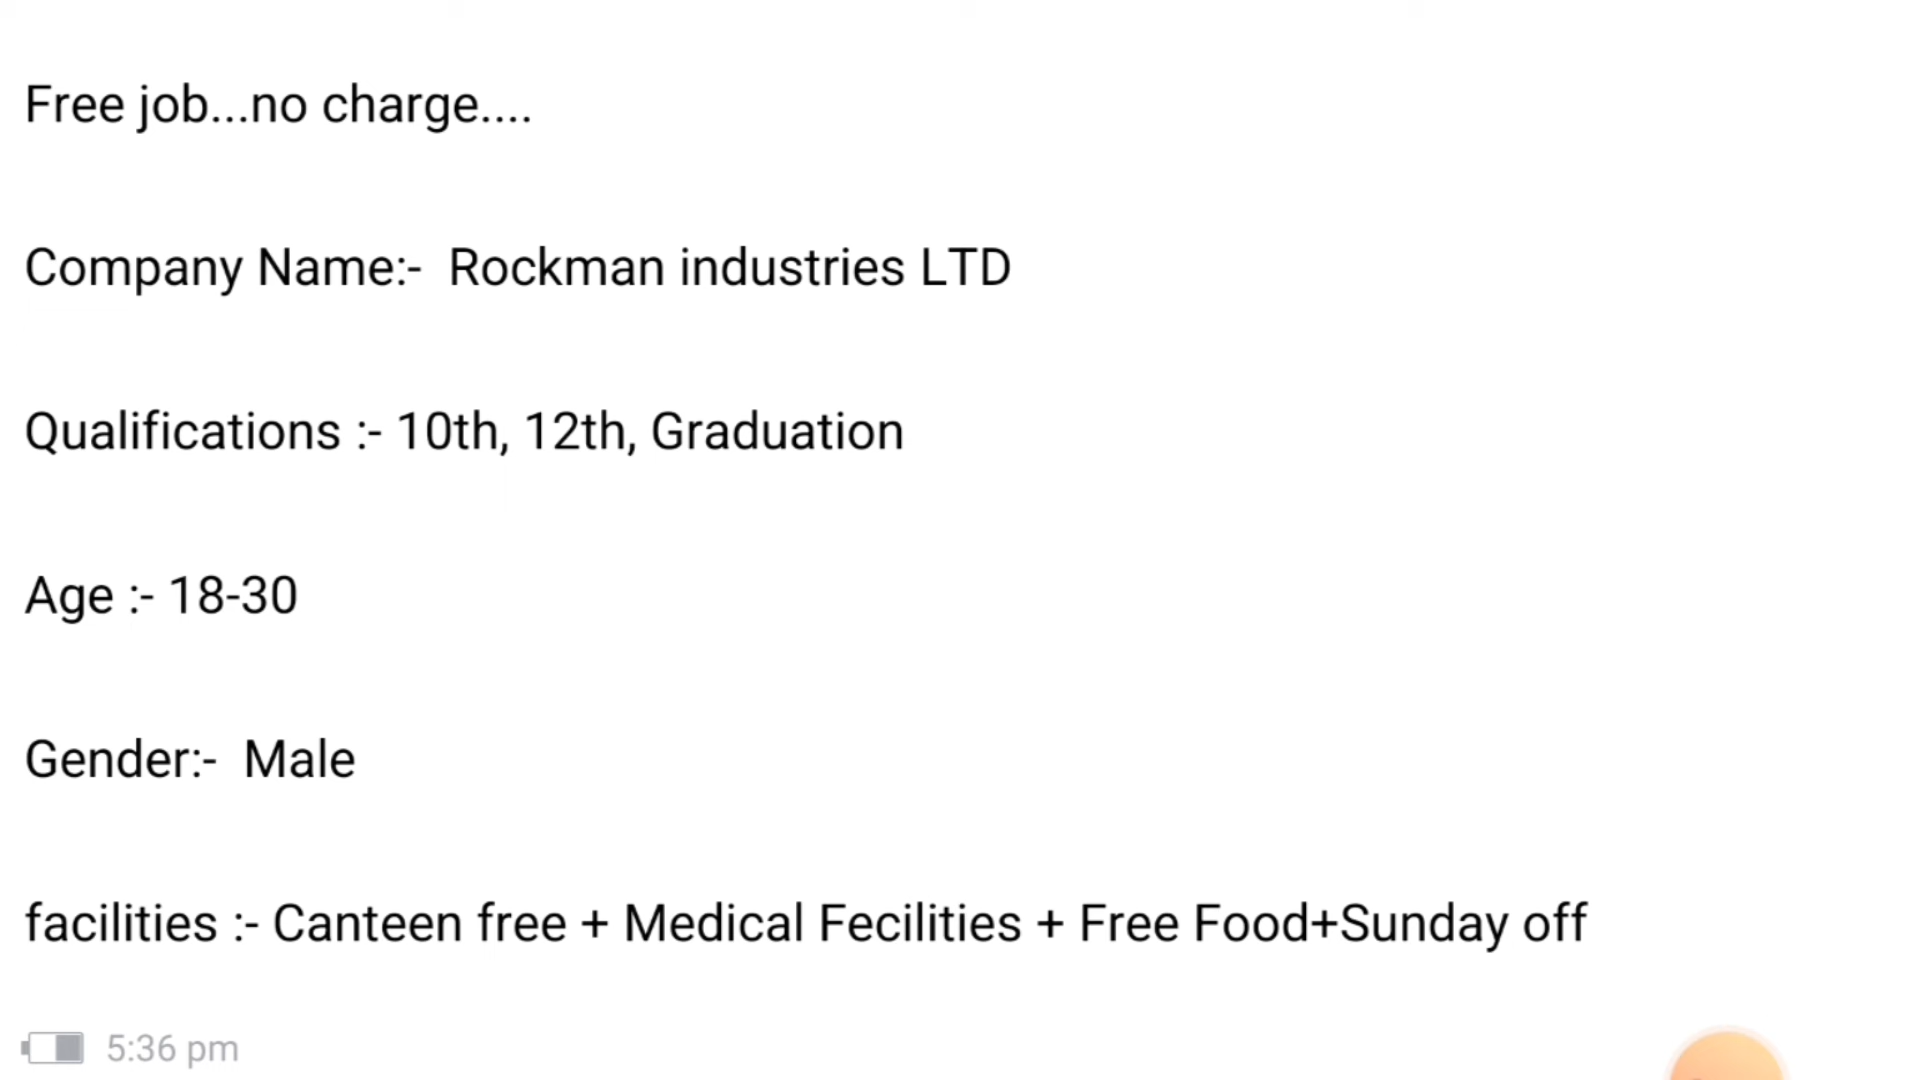 Free job...no charge....
Company Name:-  Rockman industries LTD
Qualifications :- 10th, 12th, Graduation
Age :- 18-30
Gender:-  Male
facilities :- Canteen free + Medical Fecilities + Free Food+Sunday off
5:36 pm